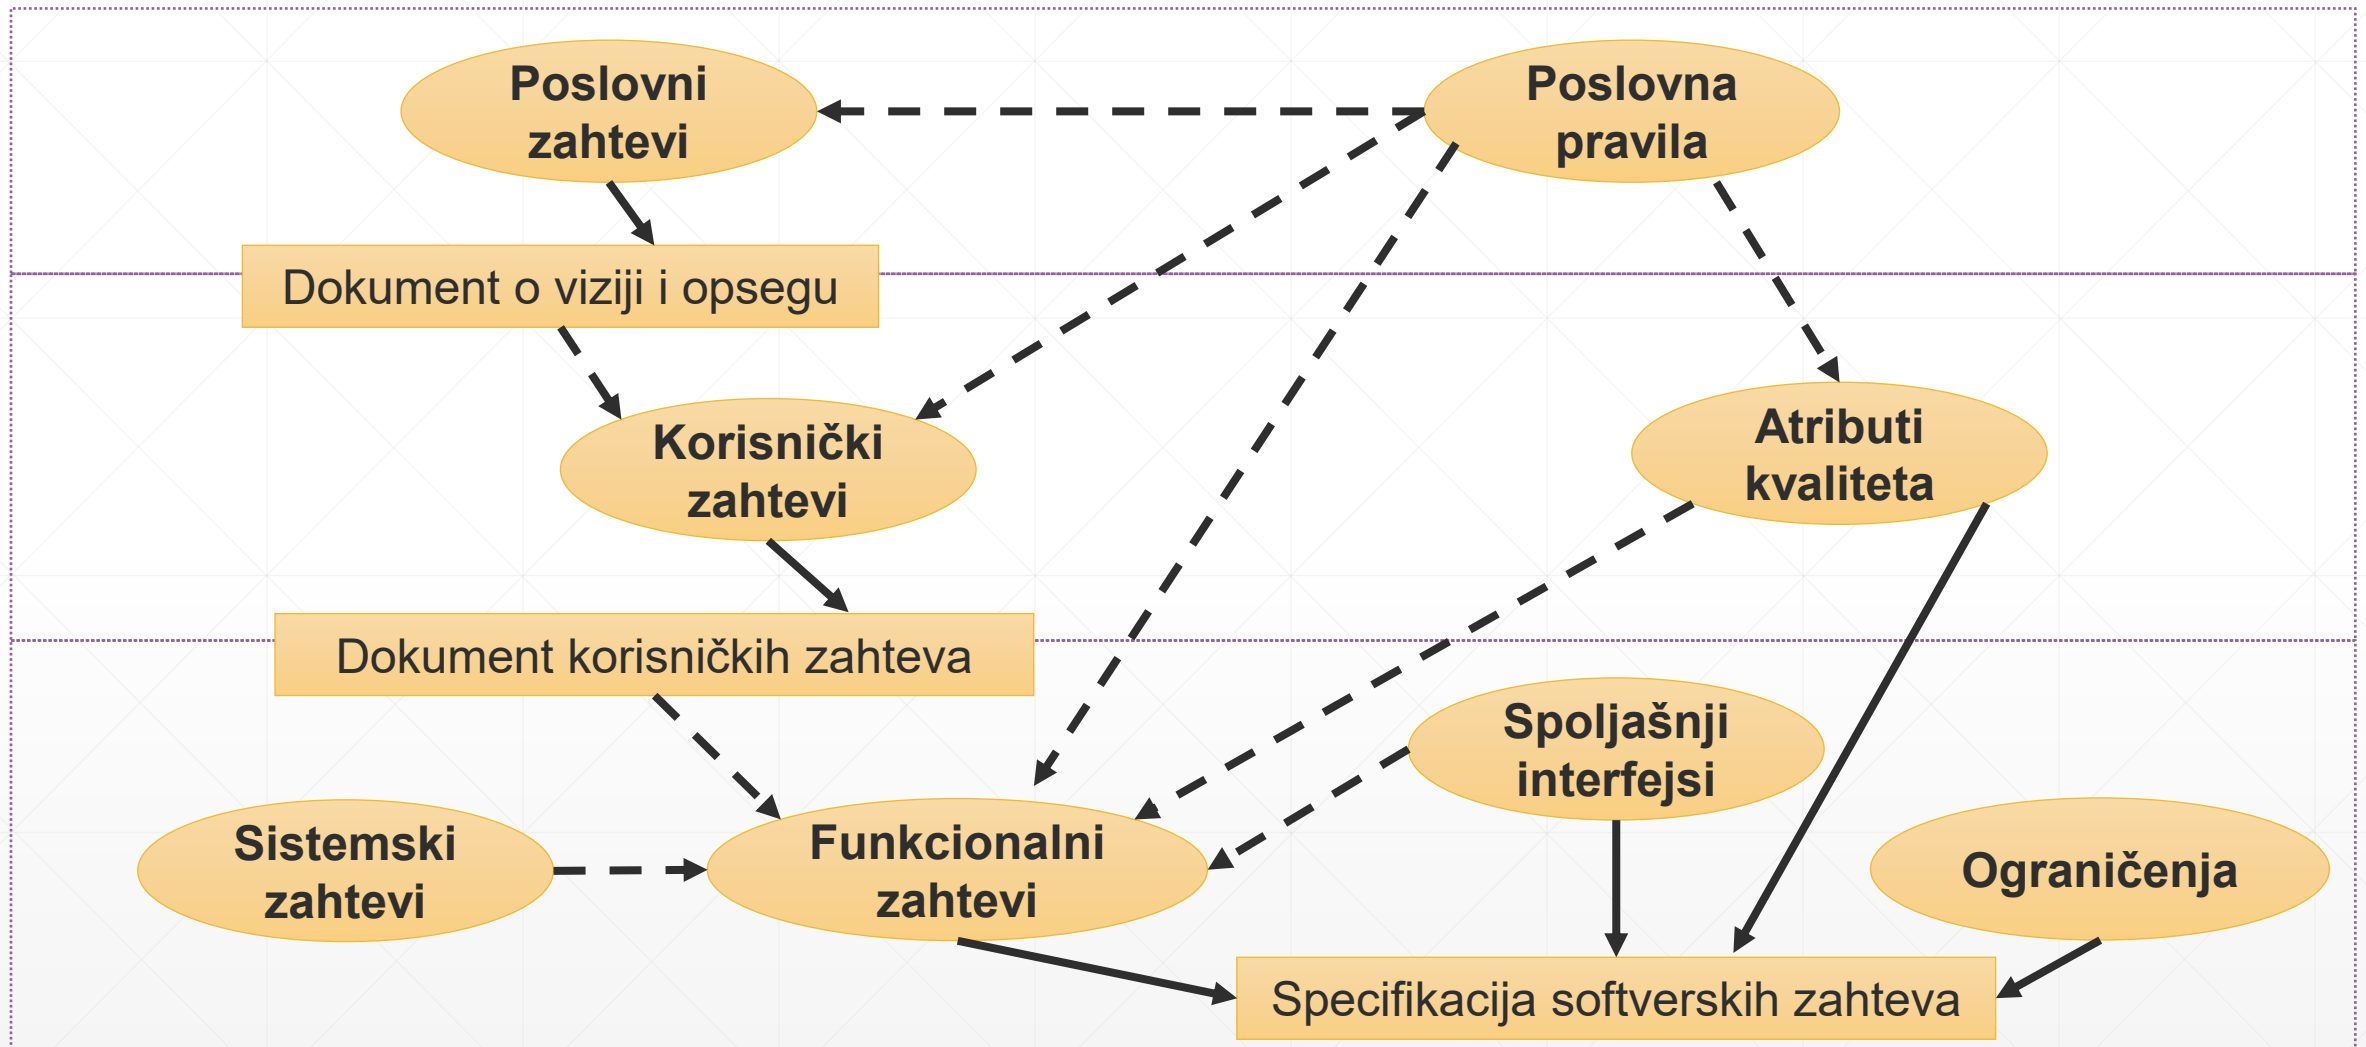 Poslovni
zahtevi
Poslovna
pravila
Dokument o viziji i opsegu
Korisnički
zahtevi
Atributi
kvaliteta
Dokument korisničkih zahteva
Spoljašnji
interfejsi
Sistemski
zahtevi
Funkcionalni
zahtevi
Ograničenja
Specifikacija softverskih zahteva